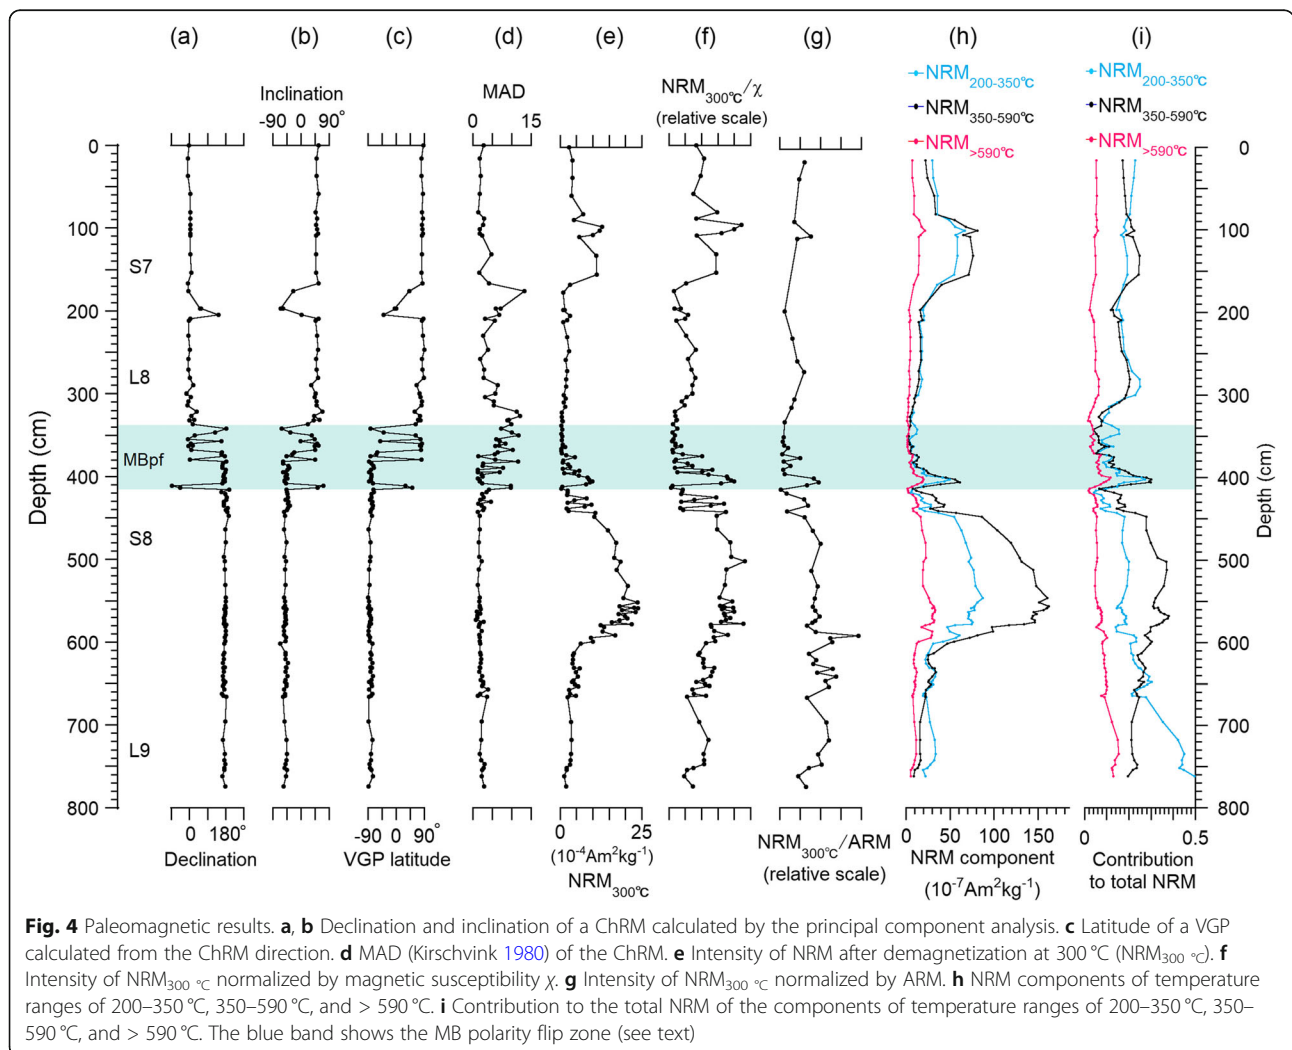 (a) (b) (c) (d) (e) (f) (g) (h) (i)
NRM200-350℃ NRM200-350℃
Inclination MAD NRM300℃/χ NRM350-590℃ NRM350-590℃
-90 0 90° 0 15 (relative scale) NRM>590℃ NRM>590℃
0 0
100 100
S7
200 200
L8
300 300
MBpf
400 400
S8
500 500
600 600
700 700
L9
800 800
Depth (cm) Depth (cm)
0 180° -90 0 90 0 25 0 50 100 150 0 0.5
Declination VGP latitude (10-4Am2kg-1) NRM300℃/ARM NRM component Contribution
NRM300℃ (relative scale) (10-7Am2kg-1) to total NRM
Fig. 4 Paleomagnetic results. a, b Declination and inclination of a ChRM calculated by the principal component analysis. c Latitude of a VGP
calculated from the ChRM direction. d MAD (Kirschvink 1980) of the ChRM. e Intensity of NRM after demagnetization at 300 °C (NRM300 °C). f
Intensity of NRM300 °C normalized by magnetic susceptibility χ. g Intensity of NRM300 °C normalized by ARM. h NRM components of temperature
ranges of 200–350 °C, 350–590 °C, and > 590 °C. i Contribution to the total NRM of the components of temperature ranges of 200–350 °C, 350–
590 °C, and > 590 °C. The blue band shows the MB polarity flip zone (see text)